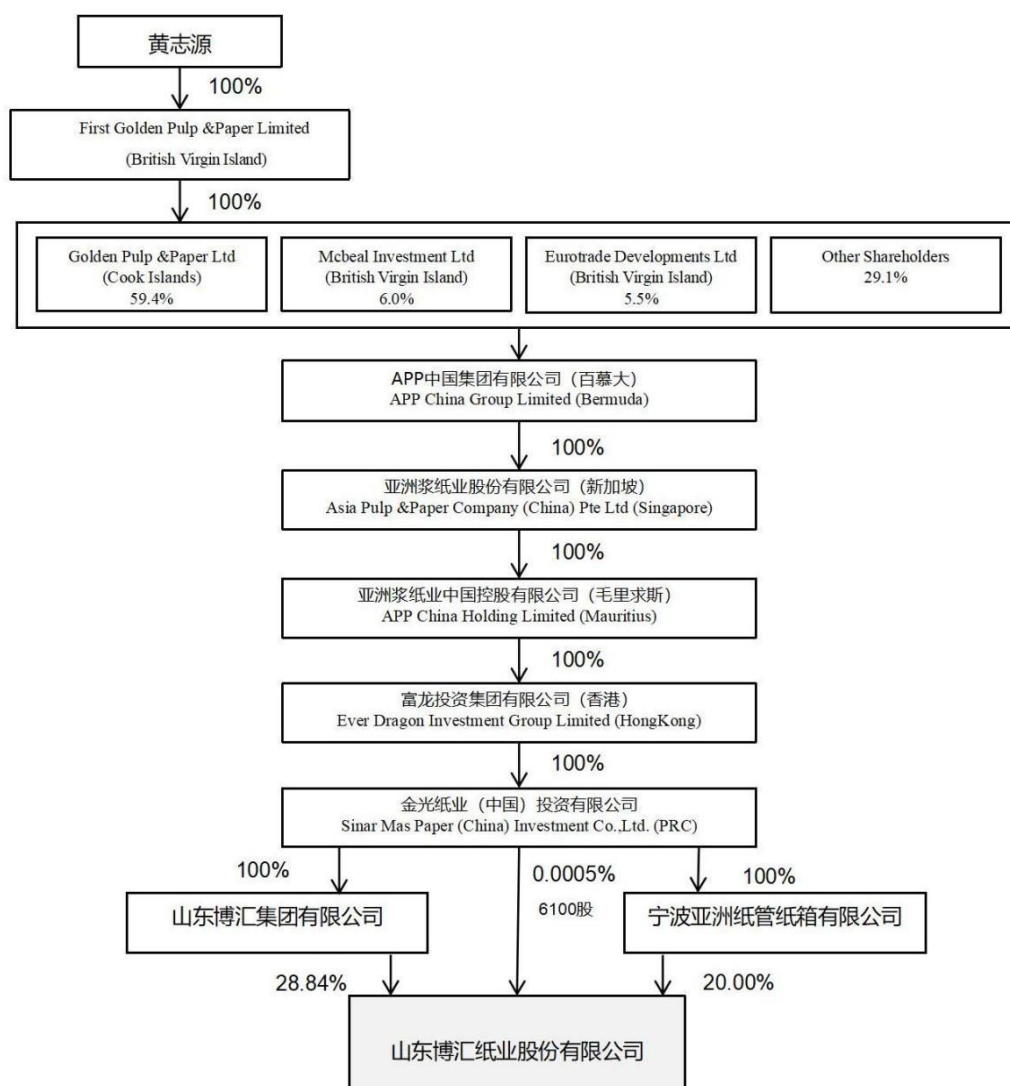 黄志源
100%
First Golden Pulp &Paper Limited
(British Virgin Island)
100%
Golden Pulp &Paper Ltd
(Cook Islands)
59.4%
Mcbeal Investment Ltd
(British Virgin Island)
6.0%
Eurotrade Developments Ltd
(British Virgin Island)
5.5%
Other Shareholders
29.1%
APP中国集团有限公司（百慕大）
APP China Group Limited (Bermuda)
100%
亚洲浆纸业股份有限公司（新加坡）
Asia Pulp &Paper Company (China) Pte Ltd (Singapore)
100%
亚洲浆纸业中国控股有限公司（毛里求斯）
APP China Holding Limited (Mauritius)
100%
富龙投资集团有限公司（香港）
Ever Dragon Investment Group Limited (HongKong)
100%
金光纸业（中国）投资有限公司
Sinar Mas Paper (China) Investment Co.,Ltd. (PRC)
100%
0.0005%
6100股
100%
山东博汇集团有限公司
宁波亚洲纸管纸箱有限公司
28.84%
20.00%
山东博汇纸业股份有限公司